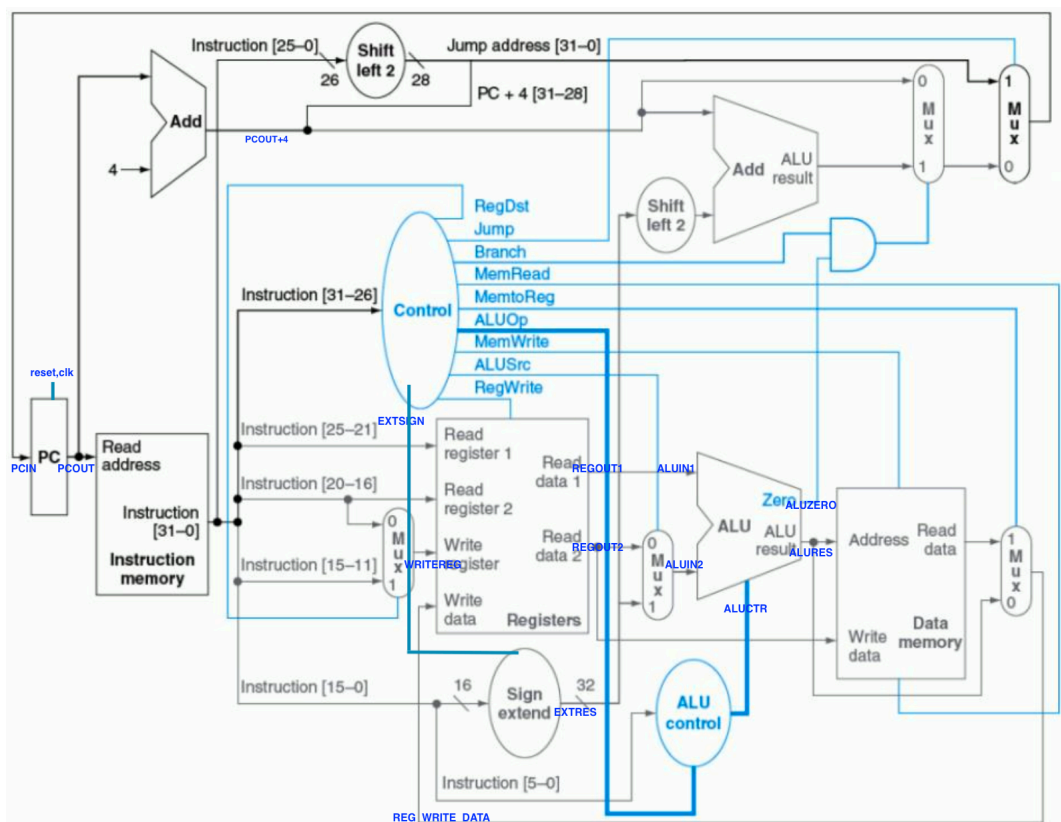 Instruction [25–0]
26
Shift
left 2
28
Jump address [31–0]
PC + 4 [31–28]
Add
PCOUT+4
4
0
M
u
x
1
1
M
u
x
0
Add
ALU
result
Shift
left 2
RegDst
Jump
Branch
MemRead
MemtoReg
ALUOp
MemWrite
ALUSrc
RegWrite
Instruction [31–26]
Control
reset,clk
EXTSIGN
PCIN
PC
PCOUT
Read
address
Instruction
[31–0]
Instruction
memory
Instruction [25–21]
Instruction [20–16]
Instruction [15–11]
0
M
u
x
1
WRITEREG
Read
register 1
Read
register 2
Write
register
Write
data
Read
data 1
Read
data 2
Registers
REGOUT1
REGOUT2
ALUIN1
0
M
u
x
1
ALUIN2
Zero
ALUZERO
ALU
ALU
result
ALURES
ALUCTR
Address
Read
data
Write
data
Data
memory
1
M
u
x
0
Instruction [15–0]
16
Sign
extend
32
EXTRES
ALU
control
Instruction [5–0]
REG_WRITE_DATA